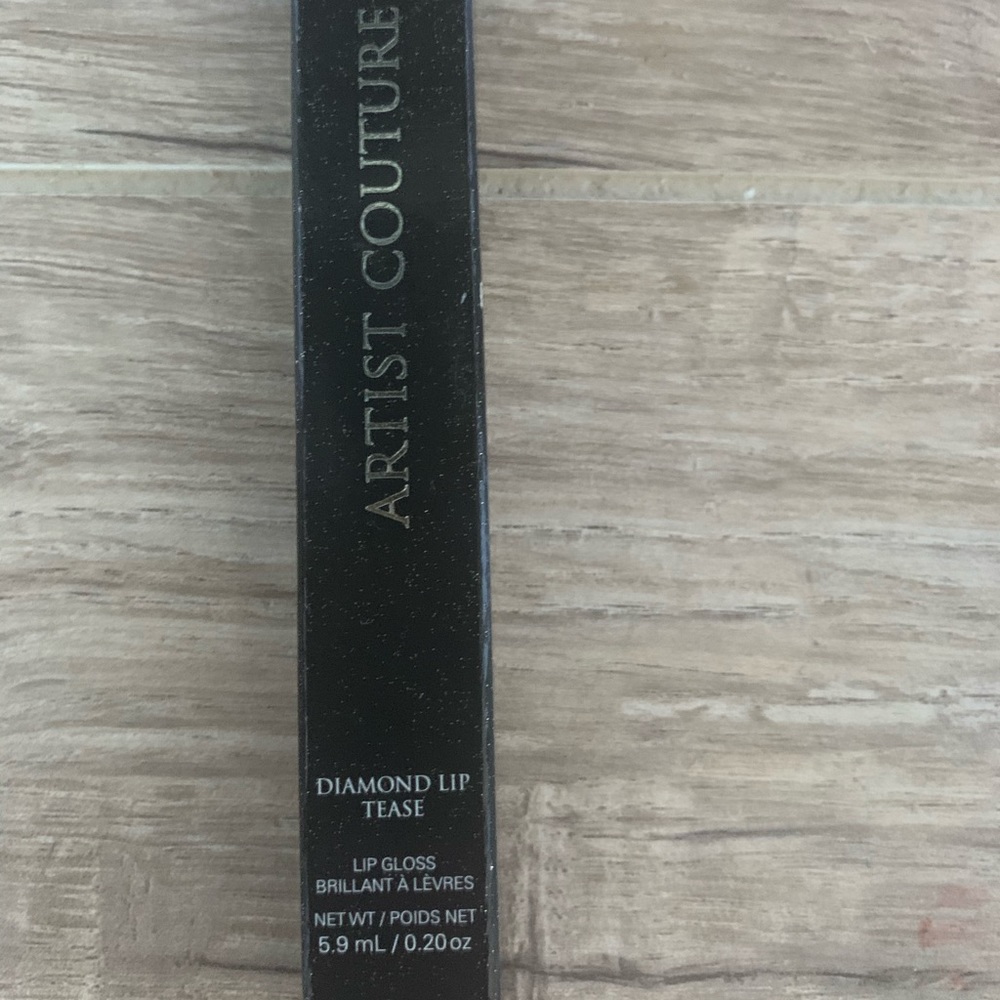 ARTIST COUTURE
DIAMOND LIP
TEASE
LIP GLOSS
BRILLANT À LÈVRES
NET WT / POIDS NET
5.9 mL / 0.20 oz